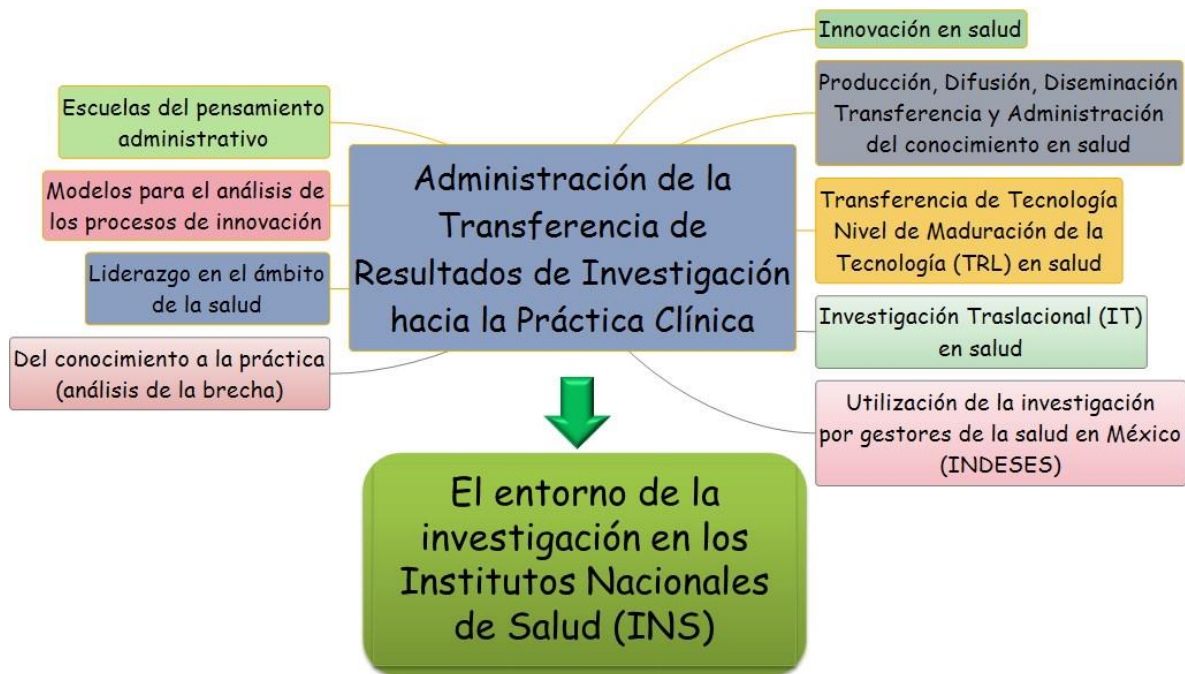 Escuelas del pensamiento
administrativo
Modelos para el análisis de
los procesos de innovación
Liderazgo en el ámbito
de la salud
Del conocimiento a la práctica
(análisis de la brecha)
Administración de la
Transferencia de
Resultados de Investigación
hacia la Práctica Clínica
Innovación en salud
Producción, Difusión, Diseminación
Transferencia y Administración
del conocimiento en salud
Transferencia de Tecnología
Nivel de Maduración de la
Tecnología (TRL) en salud
Investigación Traslacional (IT)
en salud
Utilización de la investigación
por gestores de la salud en México
(INDESES)
El entorno de la
investigación en los
Institutos Nacionales
de Salud (INS)